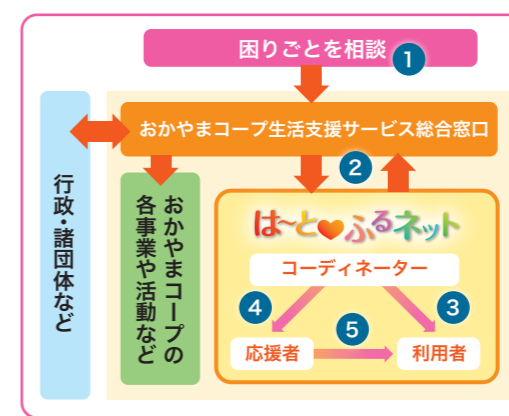 困りごとを相談
1
おかやまコープ生活支援サービス総合窓口
2
行政・諸団体など
おかやまコープの
各事業や活動など
は～と♥ふるネット
コーディネーター
4
3
5
応援者
利用者